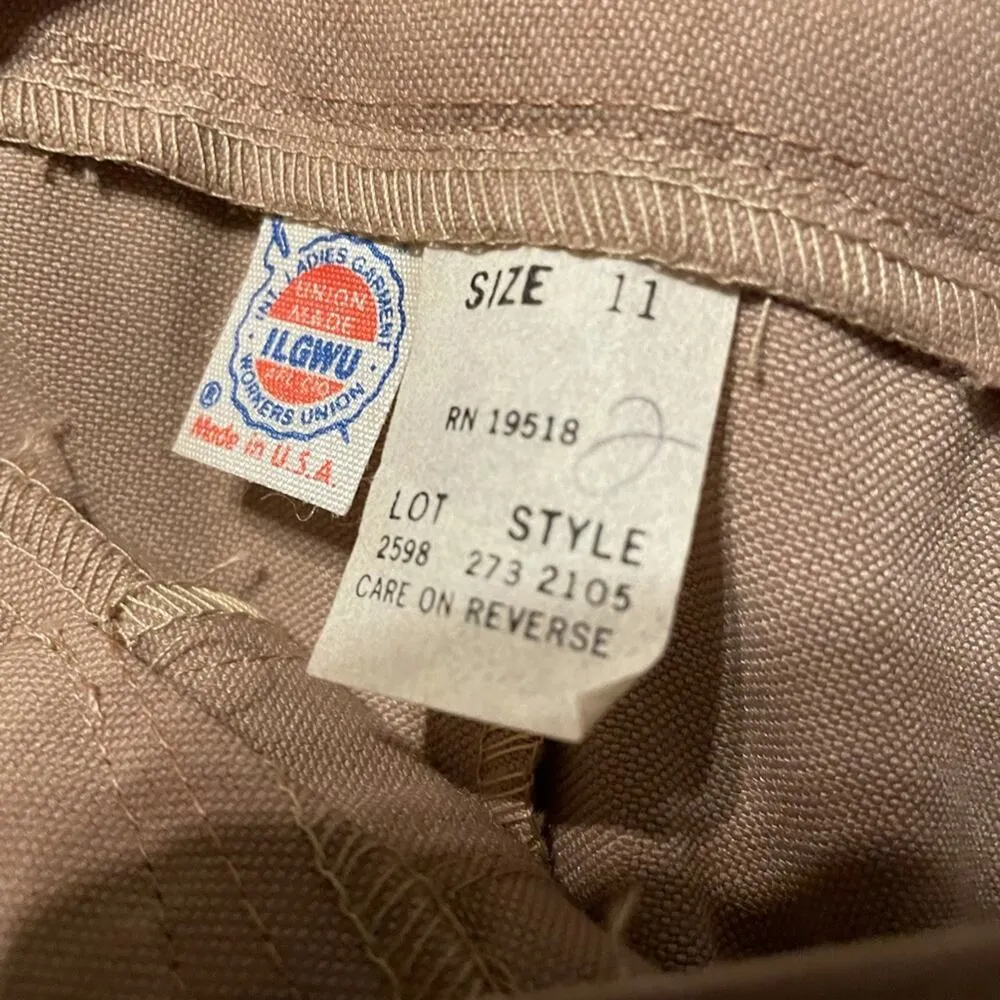 INT. LADIES GARMENT
WORKERS UNION
UNION
MADE
ILGWU
®
Made in U.S.A.
SIZE 11
RN 19518
2
LOT STYLE
2598 273 2105
CARE ON REVERSE